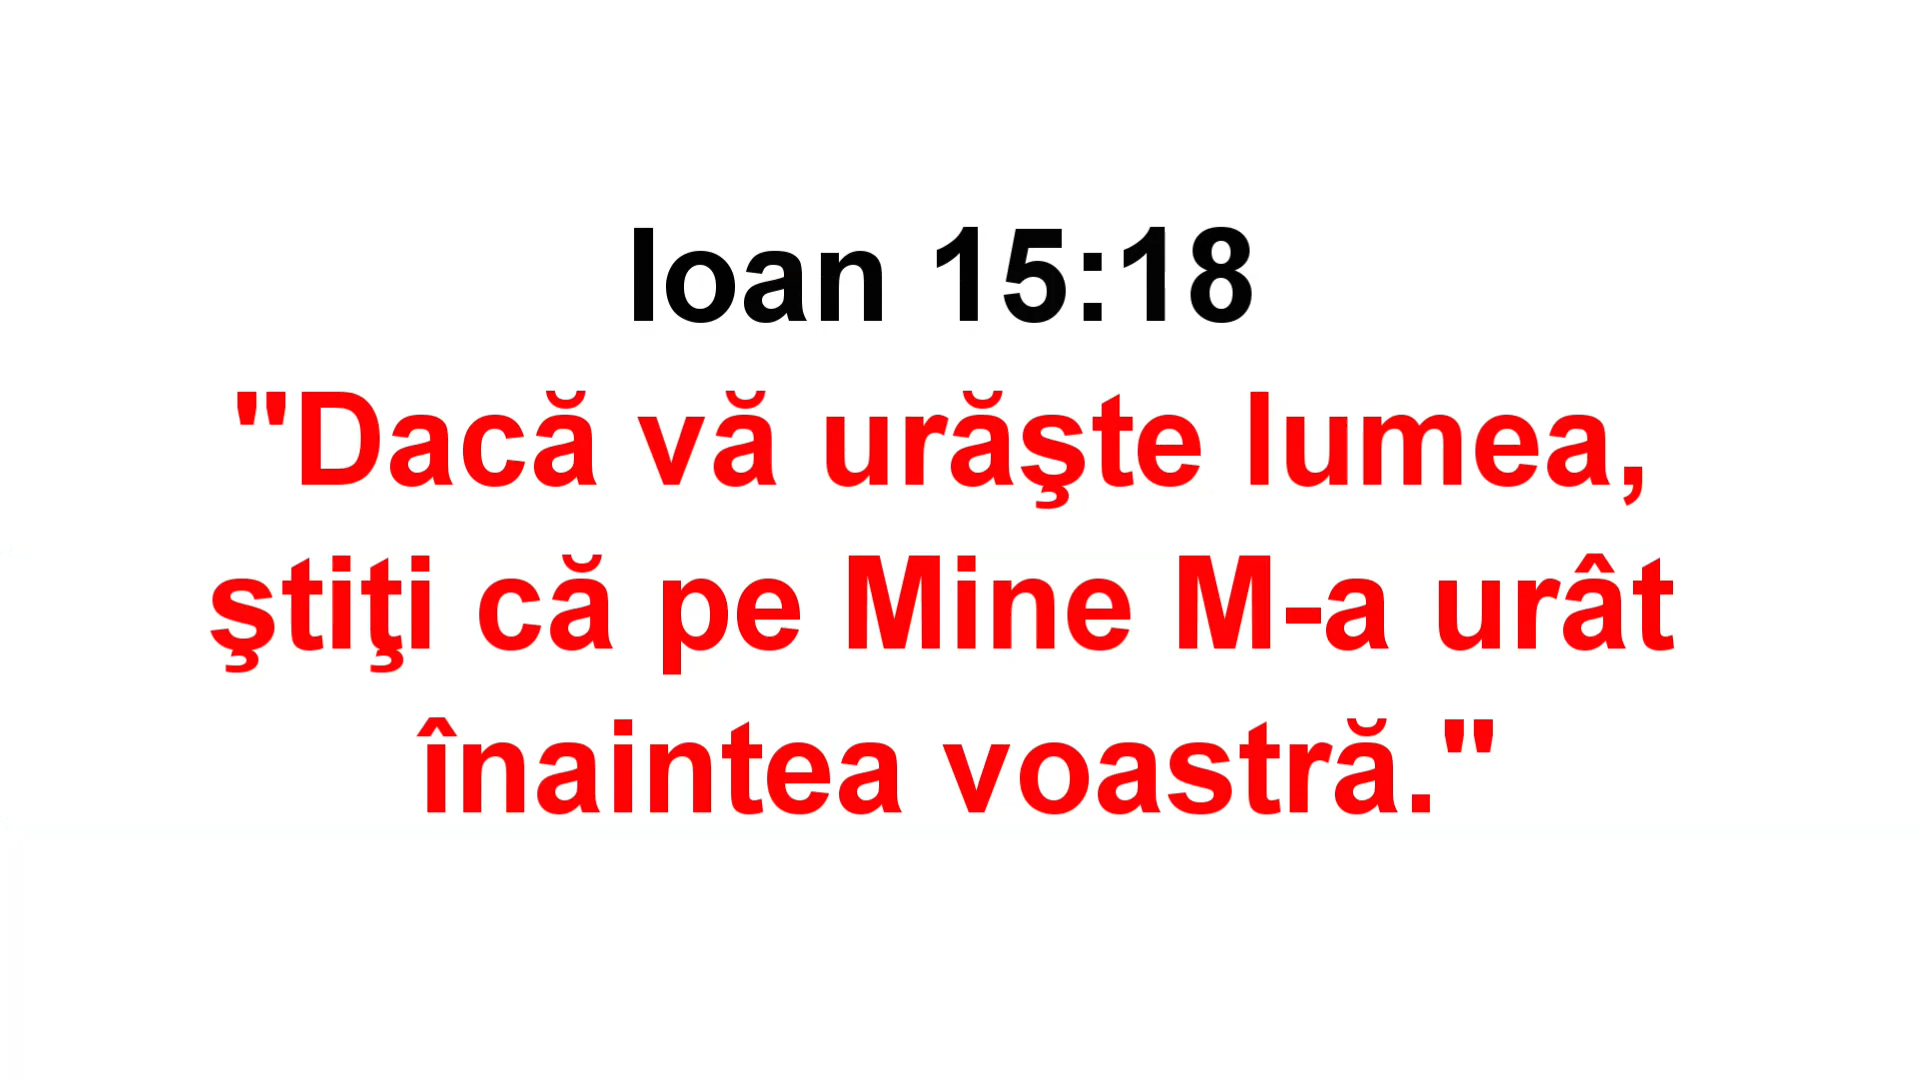 Ioan 15:18
"Dacă vă urăşte lumea,
ştiţi că pe Mine M-a urât
înaintea voastră."